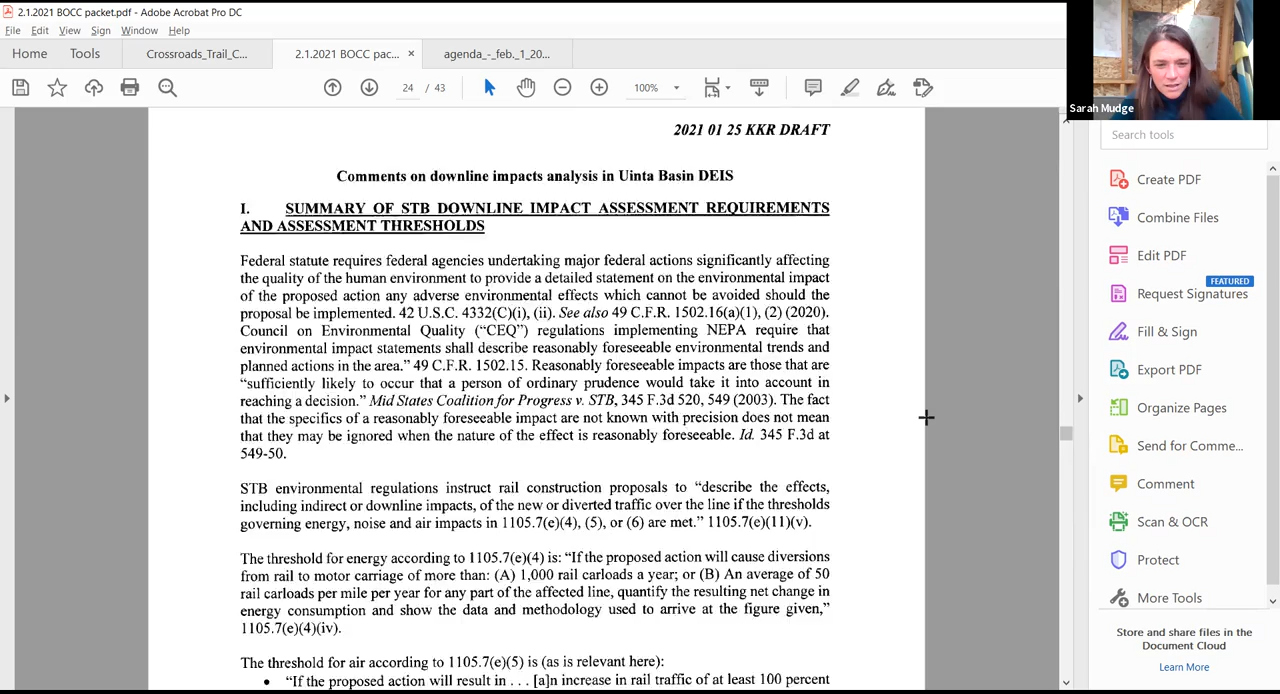 2.1.2021 BOCC packet.pdf - Adobe Acrobat Pro DC
File Edit View Sign Window Help
Home Tools Crossroads_Trail_C... 2.1.2021 BOCC pac... × agenda_-_feb._1_20...
24 / 43 100%
Sarah Mudge
Search tools
Create PDF
Combine Files
Edit PDF
FEATURED
Request Signatures
Fill & Sign
Export PDF
Organize Pages
Send for Comme...
Comment
Scan & OCR
Protect
More Tools
Store and share files in the
Document Cloud
Learn More
2021 01 25 KKR DRAFT
Comments on downline impacts analysis in Uinta Basin DEIS
I. SUMMARY OF STB DOWNLINE IMPACT ASSESSMENT REQUIREMENTS
AND ASSESSMENT THRESHOLDS
Federal statute requires federal agencies undertaking major federal actions significantly affecting
the quality of the human environment to provide a detailed statement on the environmental impact
of the proposed action any adverse environmental effects which cannot be avoided should the
proposal be implemented. 42 U.S.C. 4332(C)(i), (ii). See also 49 C.F.R. 1502.16(a)(1), (2) (2020).
Council on Environmental Quality (“CEQ”) regulations implementing NEPA require that
environmental impact statements shall describe reasonably foreseeable environmental trends and
planned actions in the area.” 49 C.F.R. 1502.15. Reasonably foreseeable impacts are those that are
“sufficiently likely to occur that a person of ordinary prudence would take it into account in
reaching a decision.” Mid States Coalition for Progress v. STB, 345 F.3d 520, 549 (2003). The fact
that the specifics of a reasonably foreseeable impact are not known with precision does not mean
that they may be ignored when the nature of the effect is reasonably foreseeable. Id. 345 F.3d at
549-50.
STB environmental regulations instruct rail construction proposals to “describe the effects,
including indirect or downline impacts, of the new or diverted traffic over the line if the thresholds
governing energy, noise and air impacts in 1105.7(e)(4), (5), or (6) are met.” 1105.7(e)(11)(v).
The threshold for energy according to 1105.7(e)(4) is: “If the proposed action will cause diversions
from rail to motor carriage of more than: (A) 1,000 rail carloads a year; or (B) An average of 50
rail carloads per mile per year for any part of the affected line, quantify the resulting net change in
energy consumption and show the data and methodology used to arrive at the figure given,”
1105.7(e)(4)(iv).
The threshold for air according to 1105.7(e)(5) is (as is relevant here):
• “If the proposed action will result in . . . [a]n increase in rail traffic of at least 100 percent